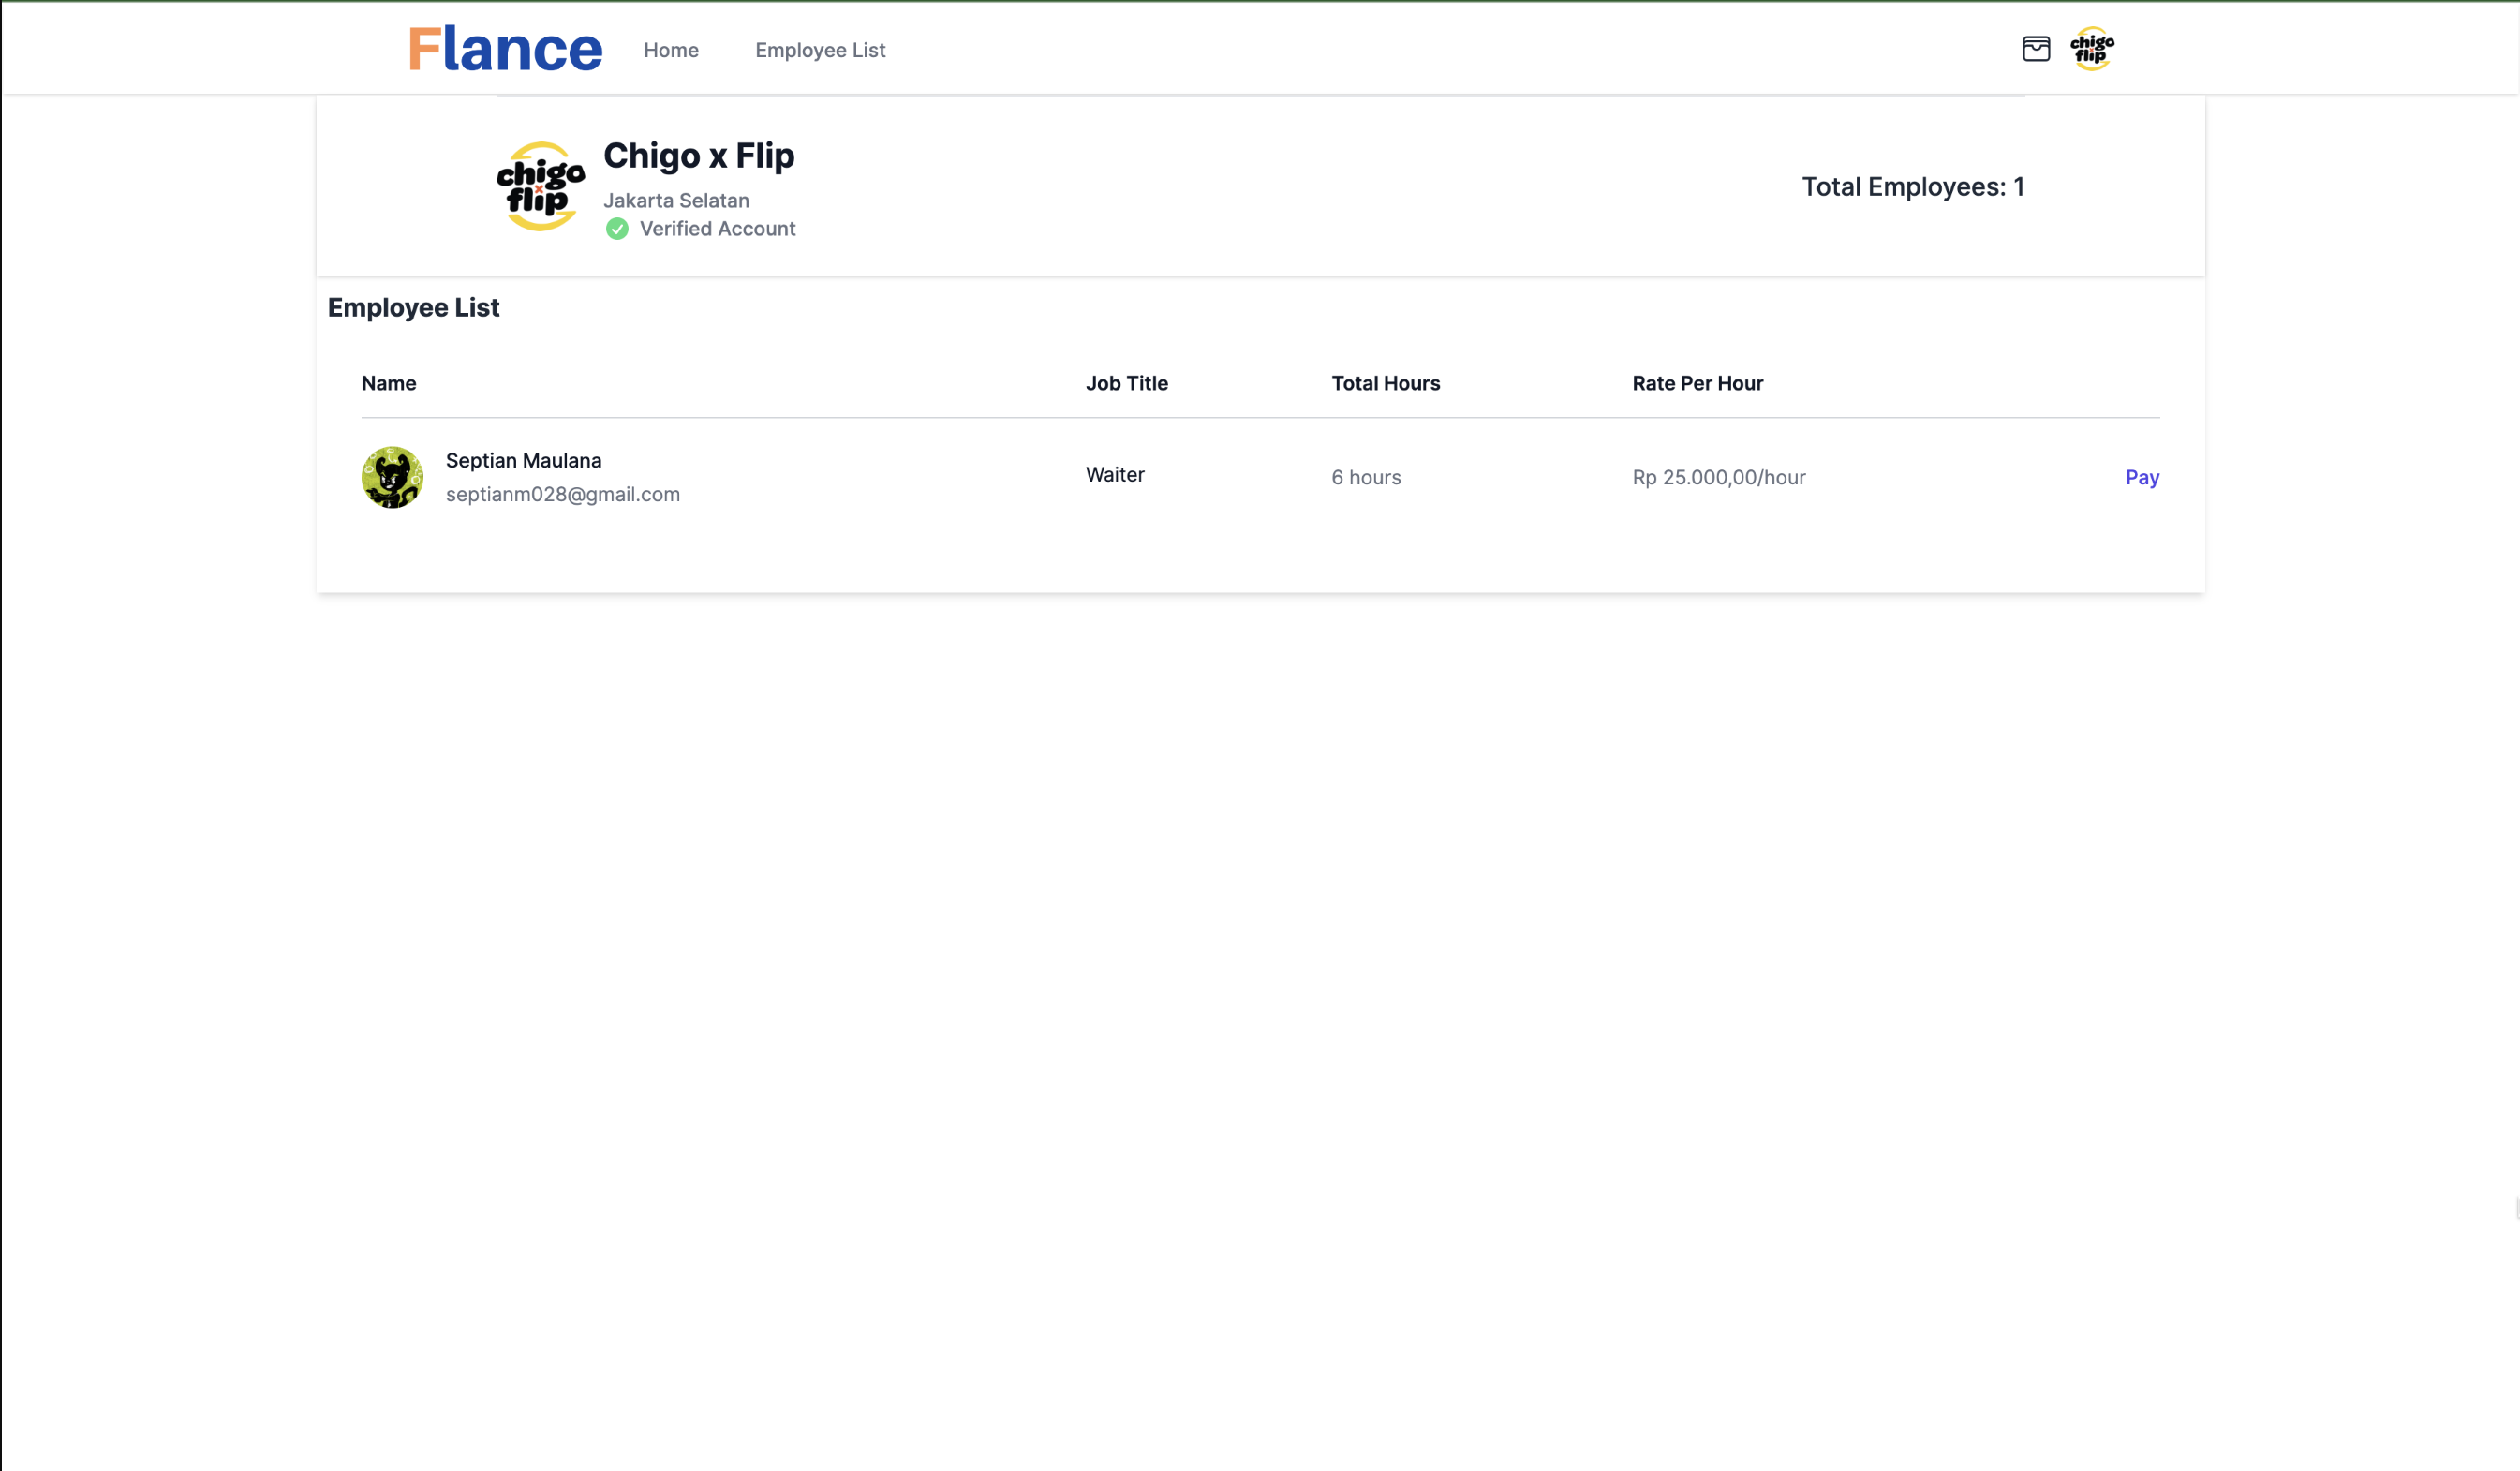 Flance Home Employee List
chigo
flip
chigo
x
flip
Chigo x Flip
Jakarta Selatan
Verified Account
Total Employees: 1
Employee List
Name Job Title Total Hours Rate Per Hour
Septian Maulana
septianm028@gmail.com
Waiter
6 hours
Rp 25.000,00/hour
Pay